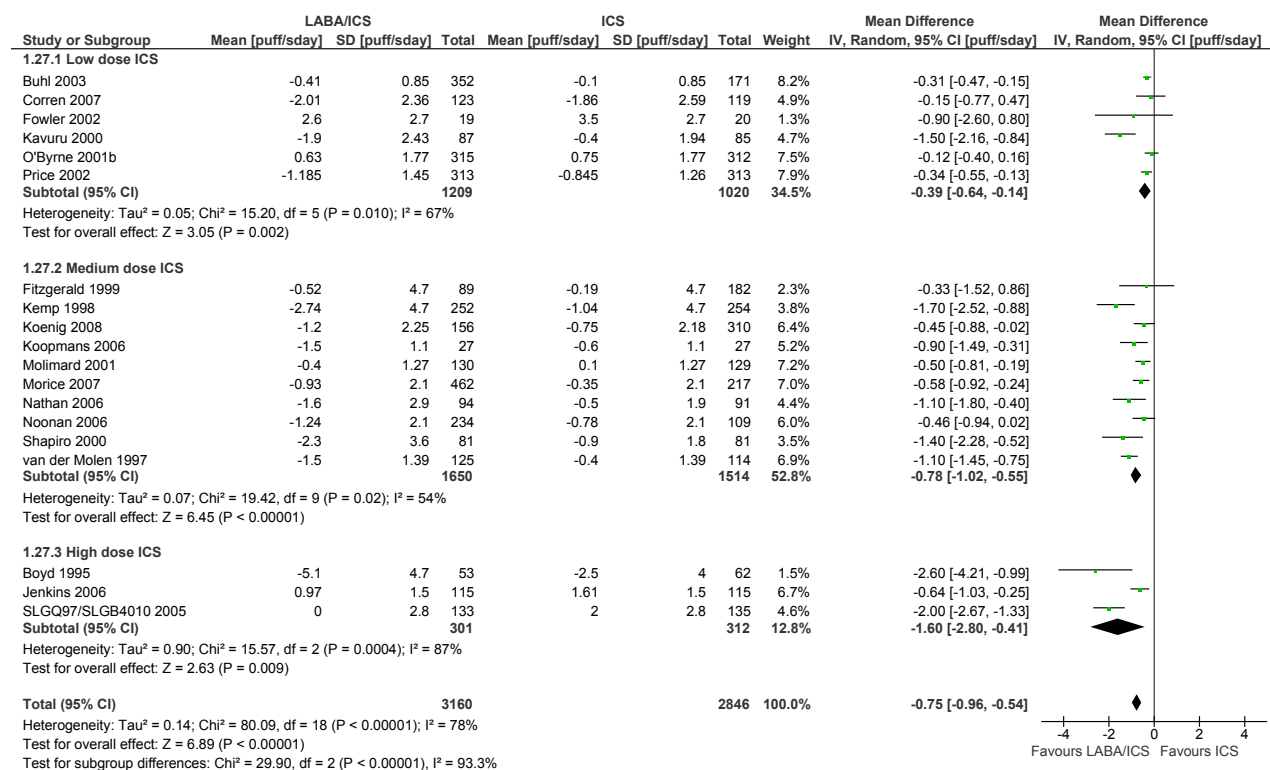 LABA/ICS ICS Mean Difference Mean Difference
Study or Subgroup Mean [puff/sday] SD [puff/sday] Total Mean [puff/sday] SD [puff/sday] Total Weight IV, Random, 95% CI [puff/sday] IV, Random, 95% CI [puff/sday]
1.27.1 Low dose ICS
Buhl 2003 -0.41 0.85 352 -0.1 0.85 171 8.2% -0.31 [-0.47, -0.15]
Corren 2007 -2.01 2.36 123 -1.86 2.59 119 4.9% -0.15 [-0.77, 0.47]
Fowler 2002 2.6 2.7 19 3.5 2.7 20 1.3% -0.90 [-2.60, 0.80]
Kavuru 2000 -1.9 2.43 87 -0.4 1.94 85 4.7% -1.50 [-2.16, -0.84]
O'Byrne 2001b 0.63 1.77 315 0.75 1.77 312 7.5% -0.12 [-0.40, 0.16]
Price 2002 -1.185 1.45 313 -0.845 1.26 313 7.9% -0.34 [-0.55, -0.13]
Subtotal (95% CI) 1209 1020 34.5% -0.39 [-0.64, -0.14]
Heterogeneity: Tau² = 0.05; Chi² = 15.20, df = 5 (P = 0.010); I² = 67%
Test for overall effect: Z = 3.05 (P = 0.002)
1.27.2 Medium dose ICS
Fitzgerald 1999 -0.52 4.7 89 -0.19 4.7 182 2.3% -0.33 [-1.52, 0.86]
Kemp 1998 -2.74 4.7 252 -1.04 4.7 254 3.8% -1.70 [-2.52, -0.88]
Koenig 2008 -1.2 2.25 156 -0.75 2.18 310 6.4% -0.45 [-0.88, -0.02]
Koopmans 2006 -1.5 1.1 27 -0.6 1.1 27 5.2% -0.90 [-1.49, -0.31]
Molimard 2001 -0.4 1.27 130 0.1 1.27 129 7.2% -0.50 [-0.81, -0.19]
Morice 2007 -0.93 2.1 462 -0.35 2.1 217 7.0% -0.58 [-0.92, -0.24]
Nathan 2006 -1.6 2.9 94 -0.5 1.9 91 4.4% -1.10 [-1.80, -0.40]
Noonan 2006 -1.24 2.1 234 -0.78 2.1 109 6.0% -0.46 [-0.94, 0.02]
Shapiro 2000 -2.3 3.6 81 -0.9 1.8 81 3.5% -1.40 [-2.28, -0.52]
van der Molen 1997 -1.5 1.39 125 -0.4 1.39 114 6.9% -1.10 [-1.45, -0.75]
Subtotal (95% CI) 1650 1514 52.8% -0.78 [-1.02, -0.55]
Heterogeneity: Tau² = 0.07; Chi² = 19.42, df = 9 (P = 0.02); I² = 54%
Test for overall effect: Z = 6.45 (P < 0.00001)
1.27.3 High dose ICS
Boyd 1995 -5.1 4.7 53 -2.5 4 62 1.5% -2.60 [-4.21, -0.99]
Jenkins 2006 0.97 1.5 115 1.61 1.5 115 6.7% -0.64 [-1.03, -0.25]
SLGQ97/SLGB4010 2005 0 2.8 133 2 2.8 135 4.6% -2.00 [-2.67, -1.33]
Subtotal (95% CI) 301 312 12.8% -1.60 [-2.80, -0.41]
Heterogeneity: Tau² = 0.90; Chi² = 15.57, df = 2 (P = 0.0004); I² = 87%
Test for overall effect: Z = 2.63 (P = 0.009)
Total (95% CI) 3160 2846 100.0% -0.75 [-0.96, -0.54]
Heterogeneity: Tau² = 0.14; Chi² = 80.09, df = 18 (P < 0.00001); I² = 78%
Test for overall effect: Z = 6.89 (P < 0.00001)
Test for subgroup differences: Chi² = 29.90, df = 2 (P < 0.00001), I² = 93.3%
-4 -2 0 2 4
Favours LABA/ICS Favours ICS